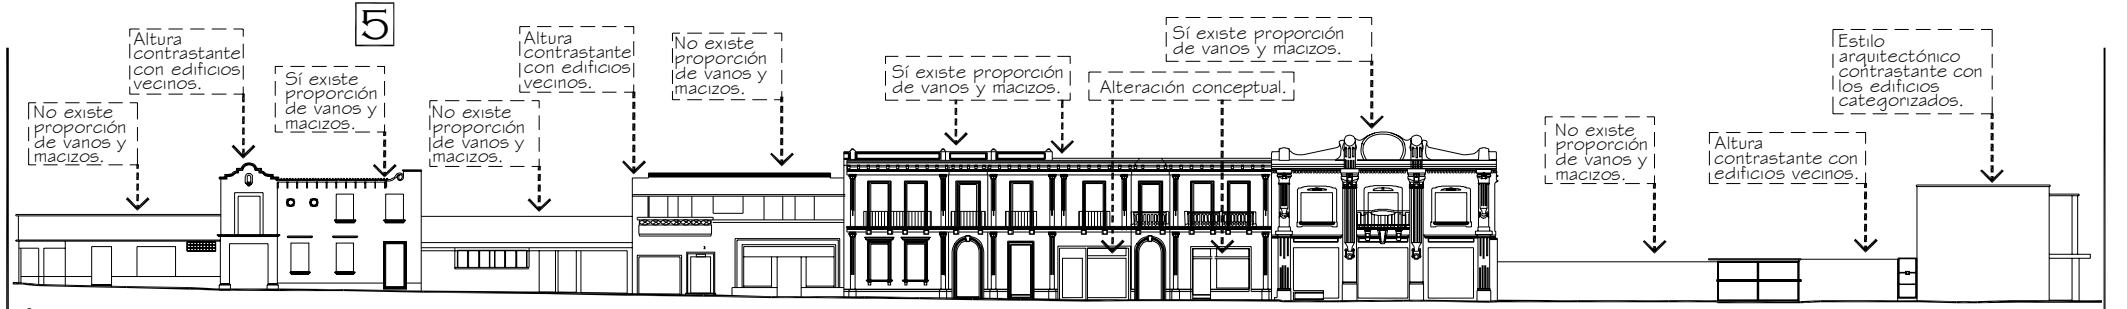 5
No existe
proporción
de vanos y
macizos.
Altura
contrastante
con edificios
vecinos.
Sí existe
proporción
de vanos y
macizos.
No existe
proporción
de vanos y
macizos.
Altura
contrastante
con edificios
vecinos.
No existe
proporción
de vanos y
macizos.
Sí existe proporción
de vanos y macizos.
Alteración conceptual.
Sí existe proporción
de vanos y macizos.
No existe
proporción
de vanos y
macizos.
Altura
contrastante con
edificios vecinos.
Estilo
arquitectónico
contrastante con
los edificios
categorizados.